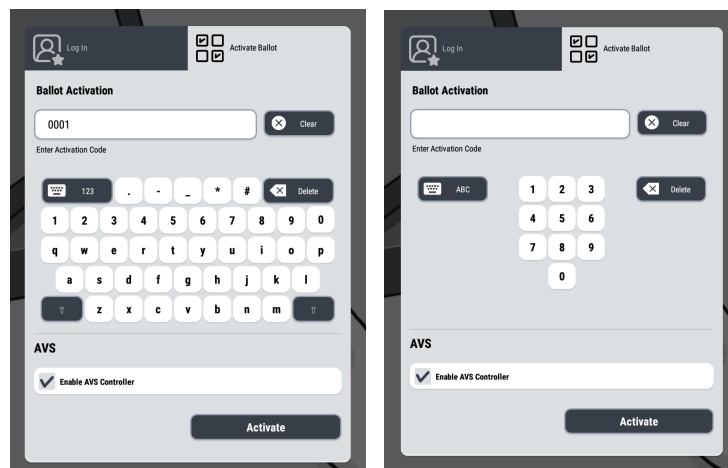 Log In
Activate Ballot
Ballot Activation
0001
Clear
Enter Activation Code
123 . - _ * # Delete
1 2 3 4 5 6 7 8 9 0
q w e r t y u i o p
a s d f g h j k l
⇧ z x c v b n m ⇧
AVS
Enable AVS Controller
Activate
Log In
Activate Ballot
Ballot Activation
Clear
Enter Activation Code
ABC 1 2 3 Delete
4 5 6
7 8 9
0
AVS
Enable AVS Controller
Activate